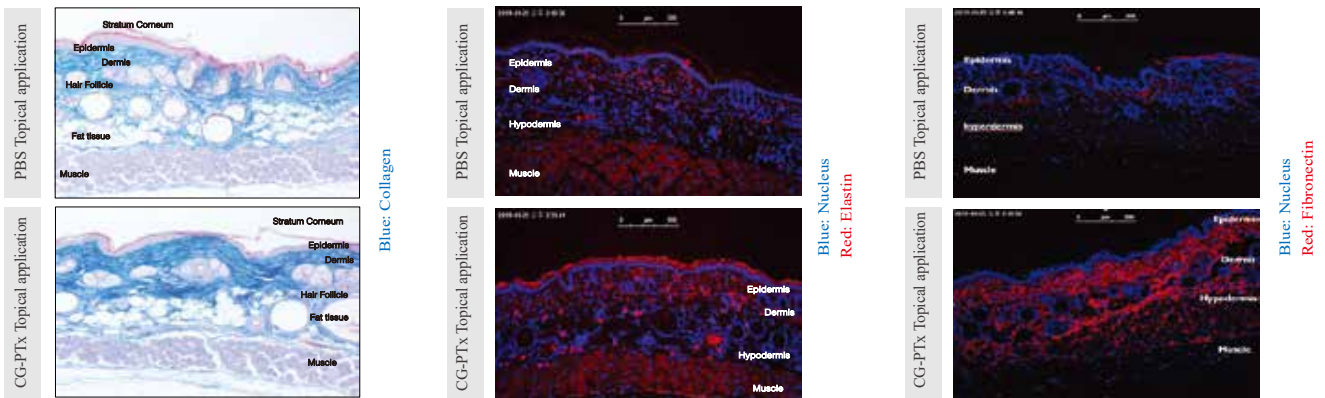 PBS Topical application
Stratum Corneum
Epidermis
Dermis
Hair Follicle
Fat tissue
Muscle
CG-PTx Topical application
Stratum Corneum
Epidermis
Dermis
Hair Follicle
Fat tissue
Muscle
Blue: Collagen
PBS Topical application
Epidermis
Dermis
Hypodermis
Muscle
CG-PTx Topical application
Epidermis
Dermis
Hypodermis
Muscle
Blue: Nucleus
Red: Elastin
PBS Topical application
Epidermis
Dermis
Muscle
CG-PTx Topical application
Epidermis
Dermis
Hypodermis
Muscle
Blue: Nucleus
Red: Fibronectin